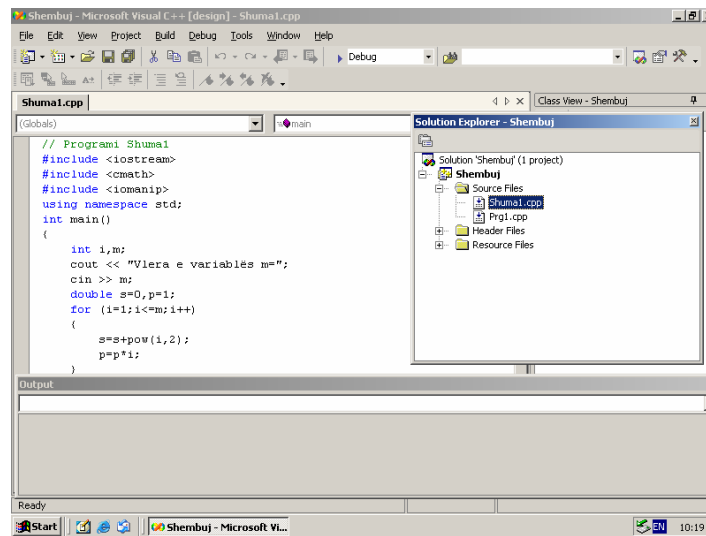 Shembuj - Microsoft Visual C++ [design] - Shuma1.cpp
File Edit View Project Build Debug Tools Window Help
Debug
Shuma1.cpp
Class View - Shembuj
(Globals)
main
Solution Explorer - Shembuj
Solution 'Shembuj' (1 project)
Shembuj
Source Files
Shuma1.cpp
Prg1.cpp
Header Files
Resource Files
// Programi Shuma1
#include <iostream>
#include <cmath>
#include <iomanip>
using namespace std;
int main()
{
int i,m;
cout << "Vlera e variablës m=";
cin >> m;
double s=0,p=1;
for (i=1;i<=m;i++)
{
s=s+pow(i,2);
p=p*i;
}
Output
Ready
Start
Shembuj - Microsoft Vi...
EN
10:19